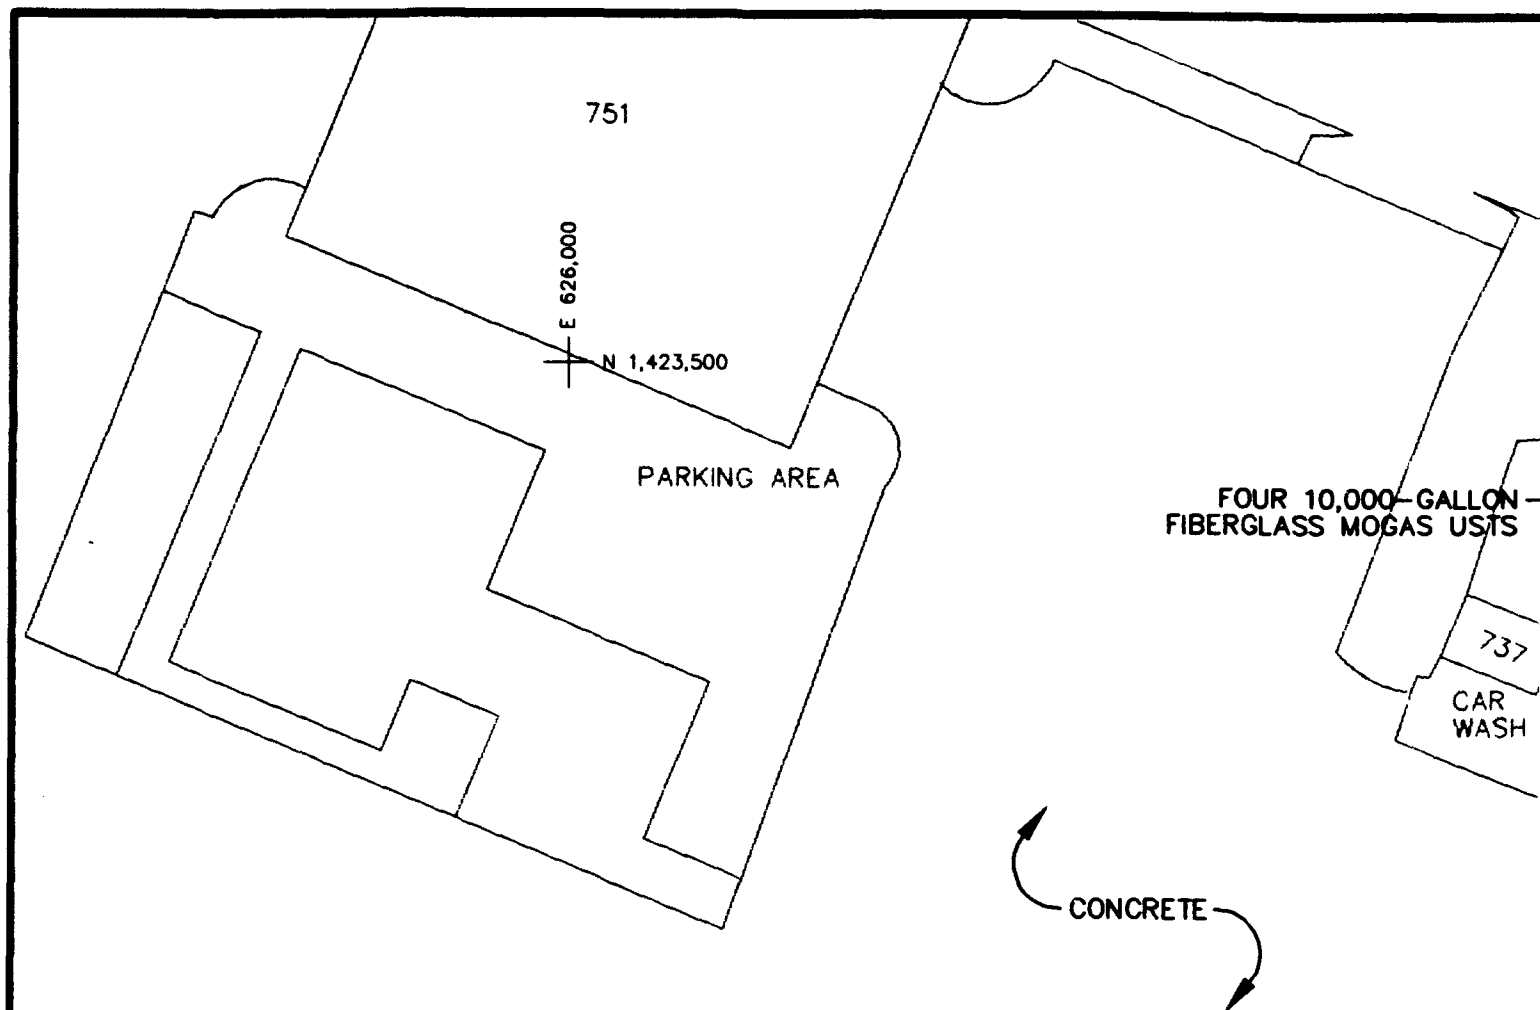 751
E 626,000
N 1,423,500
PARKING AREA
FOUR 10,000-GALLON
FIBERGLASS MOGAS USTS
737
CAR
WASH
CONCRETE